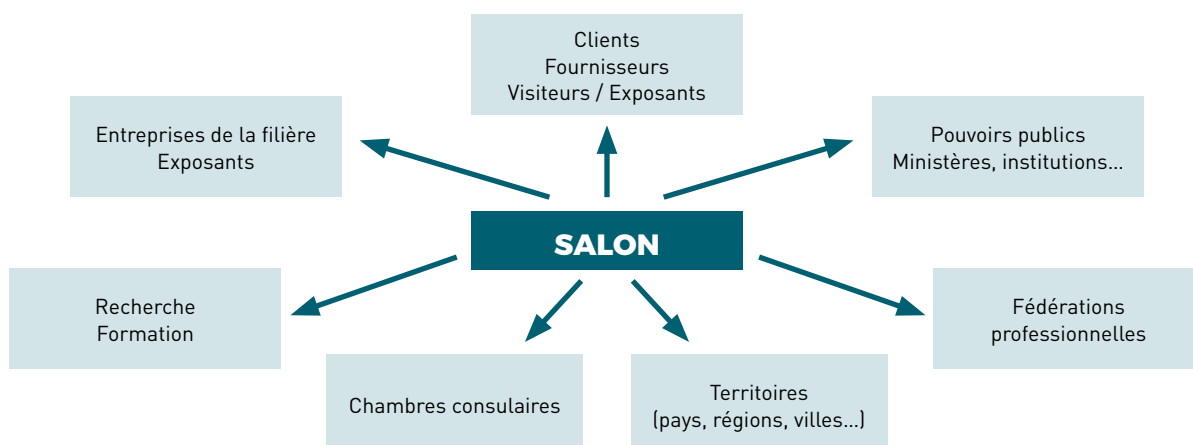 Clients
Fournisseurs
Visiteurs / Exposants
Entreprises de la filière
Exposants
Pouvoirs publics
Ministères, institutions...
SALON
Recherche
Formation
Fédérations
professionnelles
Chambres consulaires
Territoires
(pays, régions, villes...)